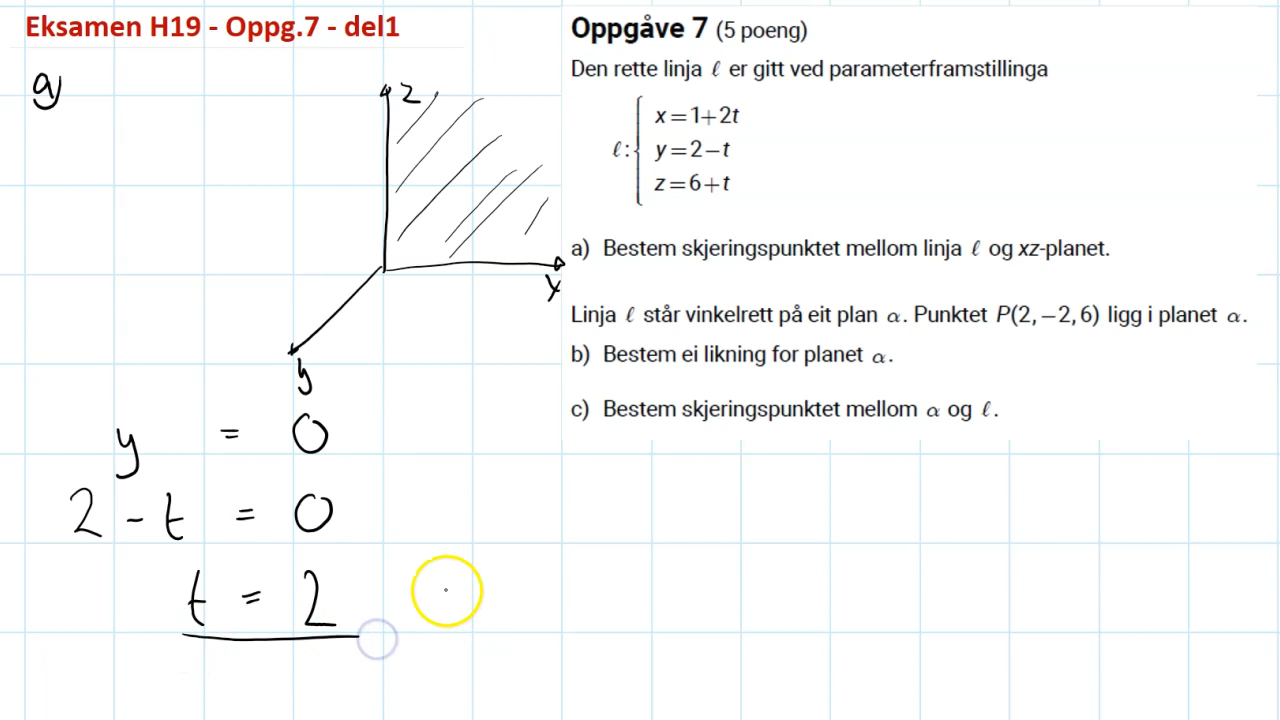 Eksamen H19 - Oppg.7 - del1
a)
z
x
y
y = 0
2 - t = 0
t = 2
Oppgåve 7 (5 poeng)
Den rette linja ℓ er gitt ved parameterframstillinga
x=1+2t
ℓ: { y=2−t
z=6+t
a) Bestem skjeringspunktet mellom linja ℓ og xz-planet.
Linja ℓ står vinkelrett på eit plan α. Punktet P(2,−2,6) ligg i planet α.
b) Bestem ei likning for planet α.
c) Bestem skjeringspunktet mellom α og ℓ.